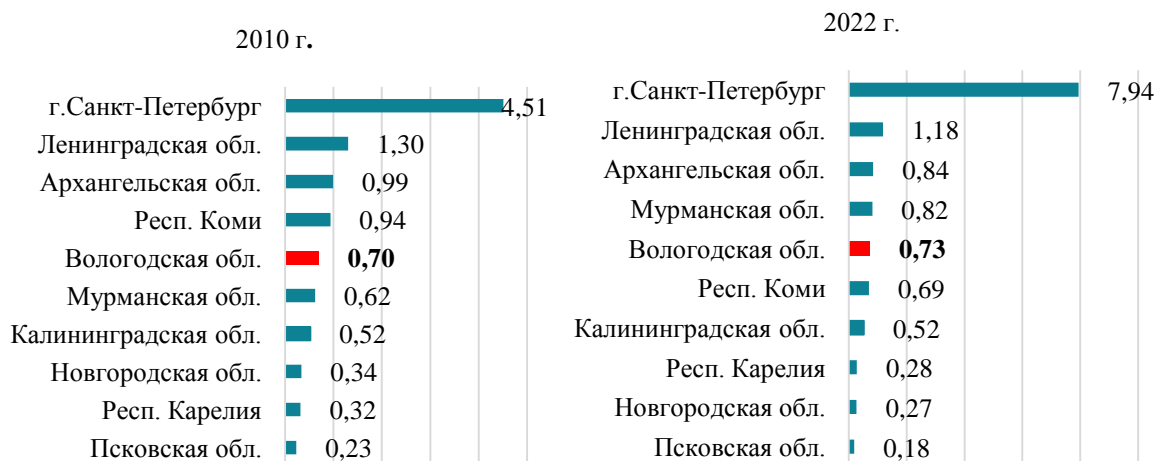 2010 г.
г.Санкт-Петербург 4,51
Ленинградская обл. 1,30
Архангельская обл. 0,99
Респ. Коми 0,94
Вологодская обл. 0,70
Мурманская обл. 0,62
Калининградская обл. 0,52
Новгородская обл. 0,34
Респ. Карелия 0,32
Псковская обл. 0,23
2022 г.
г.Санкт-Петербург 7,94
Ленинградская обл. 1,18
Архангельская обл. 0,84
Мурманская обл. 0,82
Вологодская обл. 0,73
Респ. Коми 0,69
Калининградская обл. 0,52
Респ. Карелия 0,28
Новгородская обл. 0,27
Псковская обл. 0,18